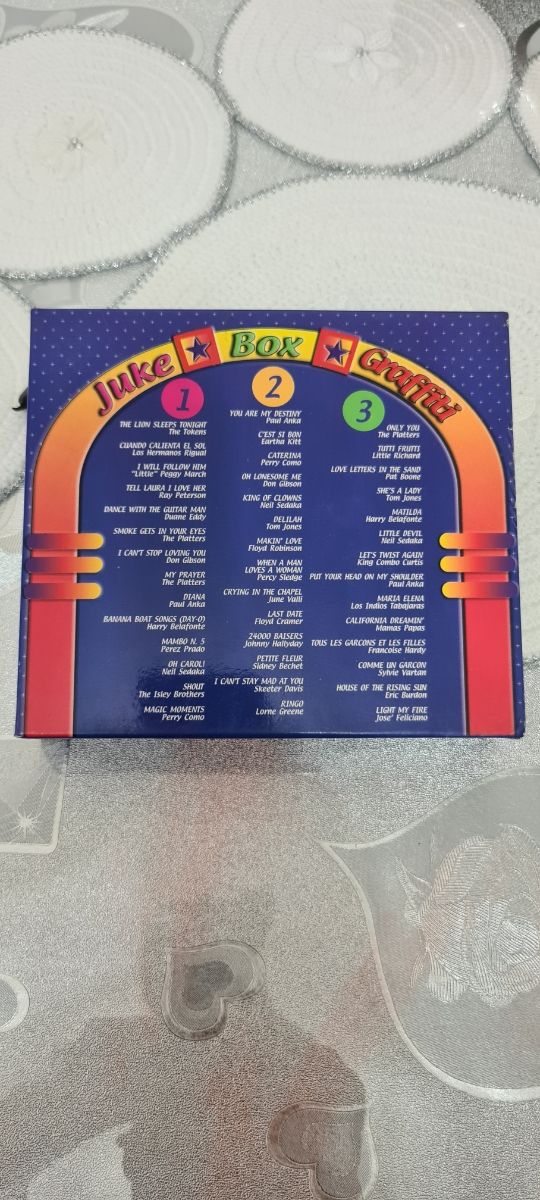 Juke Box Graffiti
1
THE LION SLEEPS TONIGHT
The Tokens
CUANDO CALIENTA EL SOL
Los Hermanos Rigual
I WILL FOLLOW HIM
"Little" Peggy March
TELL LAURA I LOVE HER
Ray Peterson
DANCE WITH THE GUITAR MAN
Duane Eddy
SMOKE GETS IN YOUR EYES
The Platters
I CAN'T STOP LOVING YOU
Don Gibson
MY PRAYER
The Platters
DIANA
Paul Anka
BANANA BOAT SONGS (DAY-O)
Harry Belafonte
MAMBO N. 5
Perez Prado
OH CAROL!
Neil Sedaka
SHOUT
The Isley Brothers
MAGIC MOMENTS
Perry Como
2
YOU ARE MY DESTINY
Paul Anka
C'EST SI BON
Eartha Kitt
CATERINA
Perry Como
OH LONESOME ME
Don Gibson
KING OF CLOWNS
Neil Sedaka
DELILAH
Tom Jones
MAKIN' LOVE
Floyd Robinson
WHEN A MAN
LOVES A WOMAN
Percy Sledge
CRYING IN THE CHAPEL
June Valli
LAST DATE
Floyd Cramer
24000 BAISERS
Johnny Hallyday
PETITE FLEUR
Sidney Bechet
I CAN'T STAY MAD AT YOU
Skeeter Davis
RINGO
Lorne Greene
3
ONLY YOU
The Platters
TUTTI FRUTTI
Little Richard
LOVE LETTERS IN THE SAND
Pat Boone
SHE'S A LADY
Tom Jones
MATILDA
Harry Belafonte
LITTLE DEVIL
Neil Sedaka
LET'S TWIST AGAIN
King Combo Curtis
PUT YOUR HEAD ON MY SHOULDER
Paul Anka
MARIA ELENA
Los Indios Tabajaras
CALIFORNIA DREAMIN'
Mamas Papas
TOUS LES GARCONS ET LES FILLES
Francoise Hardy
COMME UN GARCON
Sylvie Vartan
HOUSE OF THE RISING SUN
Eric Burdon
LIGHT MY FIRE
Jose' Feliciano